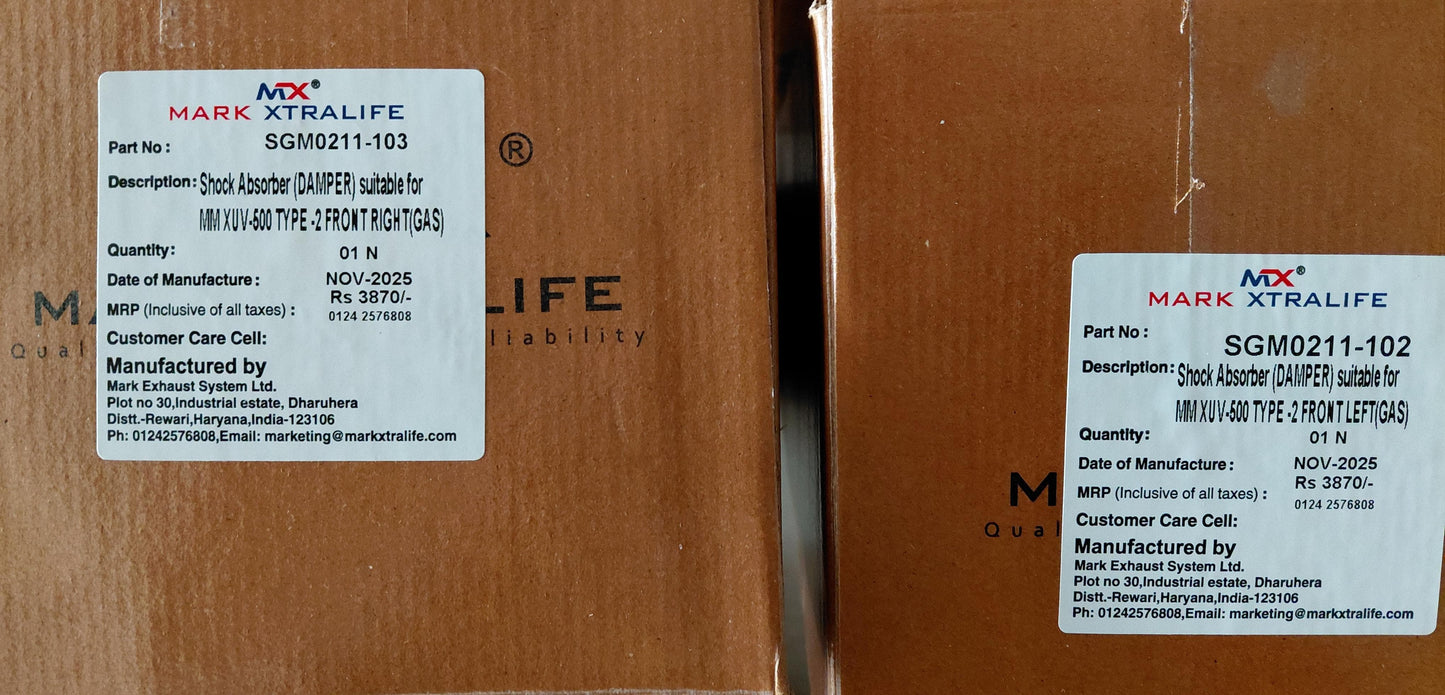 MTX®
MARK XTRALIFE
Part No : SGM0211-103
Description: Shock Absorber (DAMPER) suitable for
MM XUV-500 TYPE -2 FRONT RIGHT(GAS)
Quantity: 01 N
Date of Manufacture : NOV-2025
MRP (Inclusive of all taxes) : Rs 3870/-
0124 2576808
Customer Care Cell:
Manufactured by
Mark Exhaust System Ltd.
Plot no 30,Industrial estate, Dharuhera
Distt.-Rewari,Haryana,India-123106
Ph: 01242576808,Email: marketing@markxtralife.com
®
M LIFE
Qual liability
MTX®
MARK XTRALIFE
Part No : SGM0211-102
Description: Shock Absorber (DAMPER) suitable for
MM XUV-500 TYPE -2 FRONT LEFT(GAS)
Quantity: 01 N
Date of Manufacture : NOV-2025
MRP (Inclusive of all taxes) : Rs 3870/-
0124 2576808
Customer Care Cell:
Manufactured by
Mark Exhaust System Ltd.
Plot no 30,Industrial estate, Dharuhera
Distt.-Rewari,Haryana,India-123106
Ph: 01242576808,Email: marketing@markxtralife.com
M
Qual